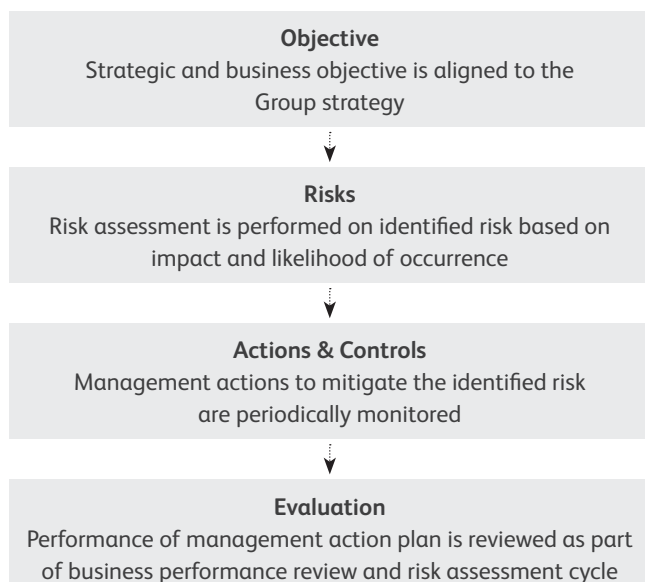 Objective
Strategic and business objective is aligned to the
Group strategy
Risks
Risk assessment is performed on identified risk based on
impact and likelihood of occurrence
Actions & Controls
Management actions to mitigate the identified risk
are periodically monitored
Evaluation
Performance of management action plan is reviewed as part
of business performance review and risk assessment cycle